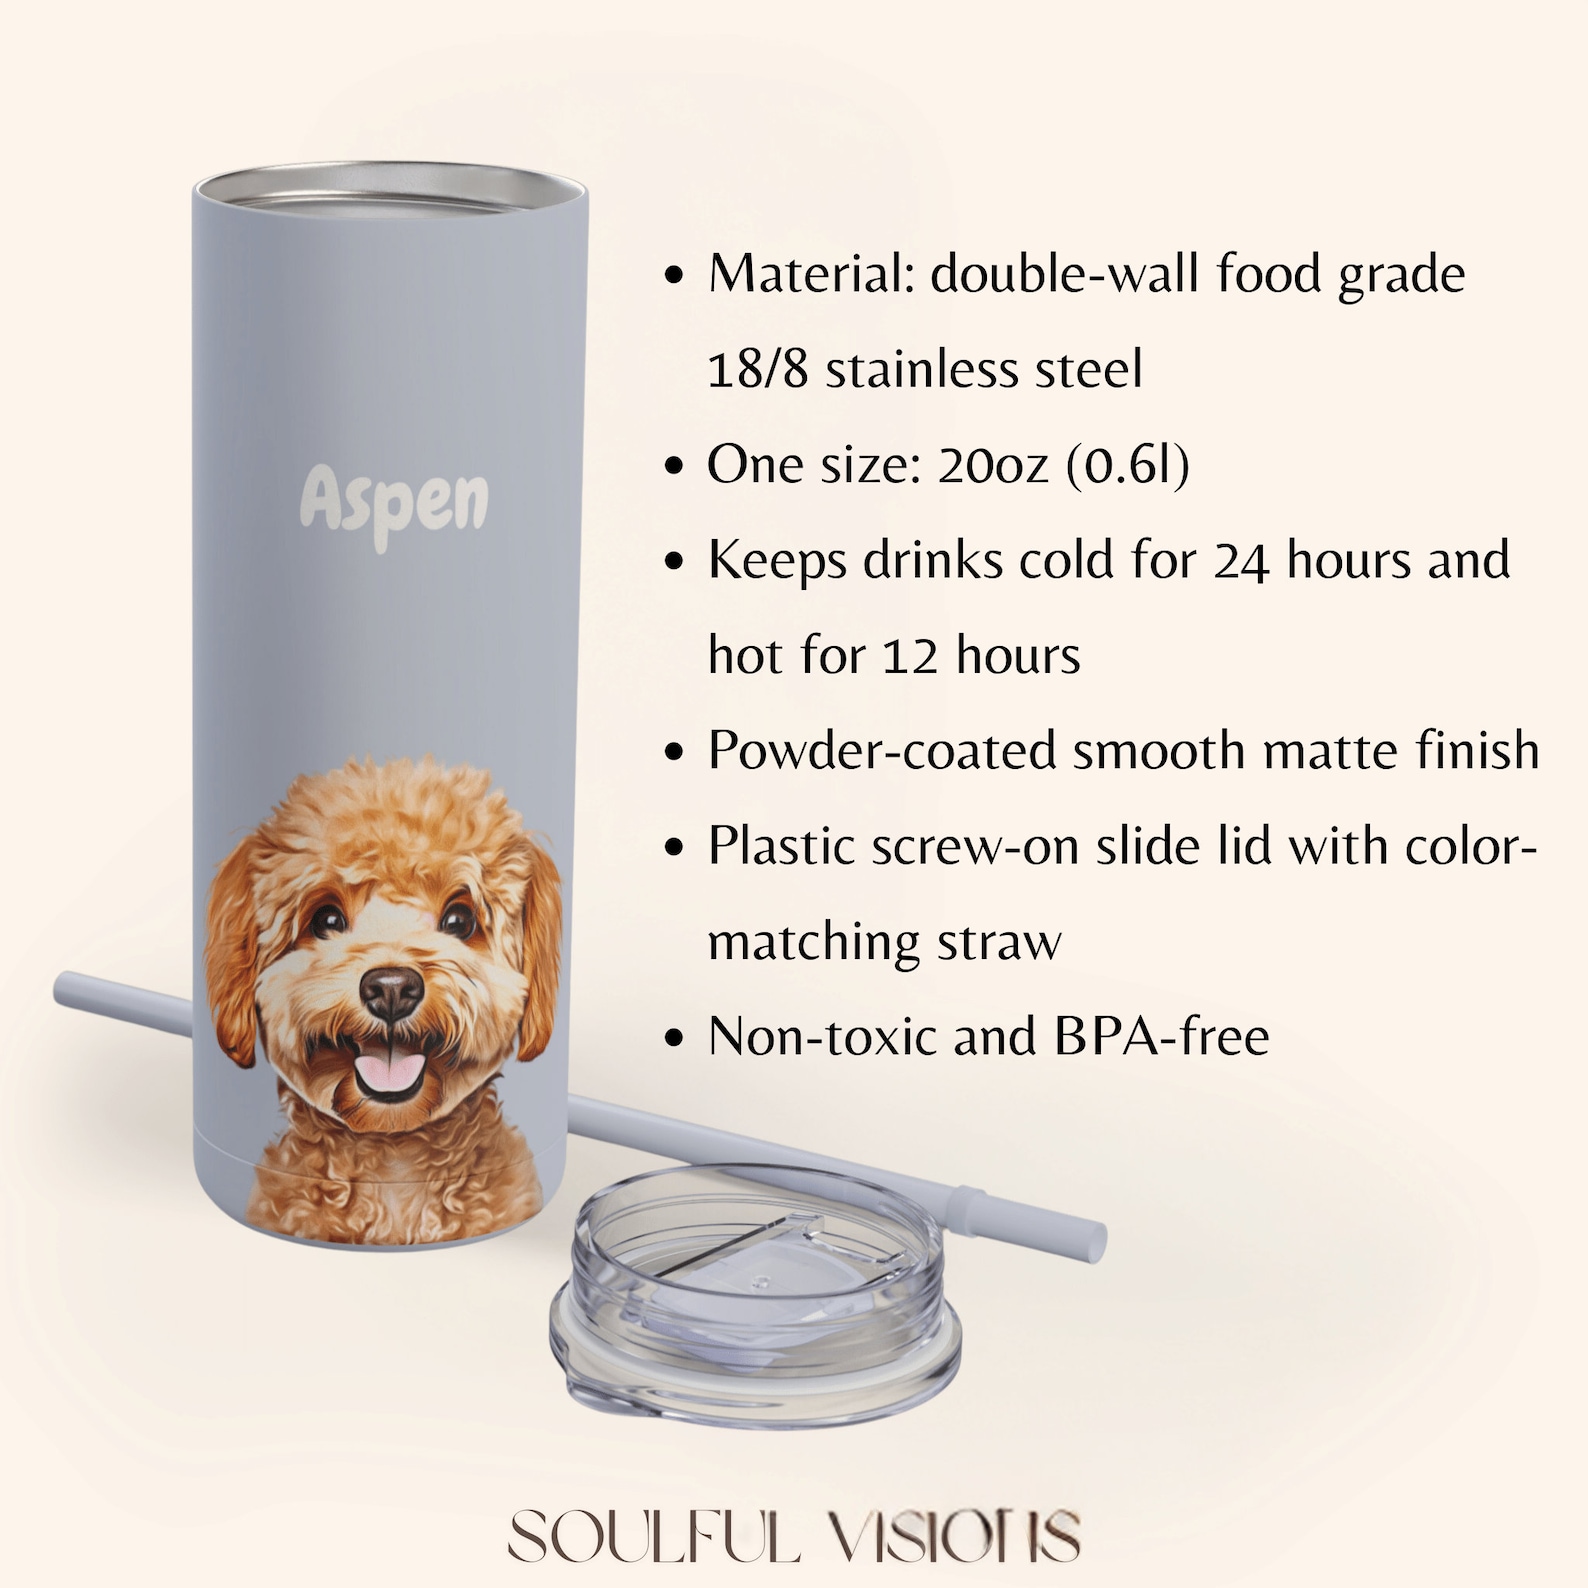 Aspen
• Material: double-wall food grade
18/8 stainless steel
• One size: 20oz (0.6l)
• Keeps drinks cold for 24 hours and
hot for 12 hours
• Powder-coated smooth matte finish
• Plastic screw-on slide lid with color-
matching straw
• Non-toxic and BPA-free
SOULFUL VISIONS